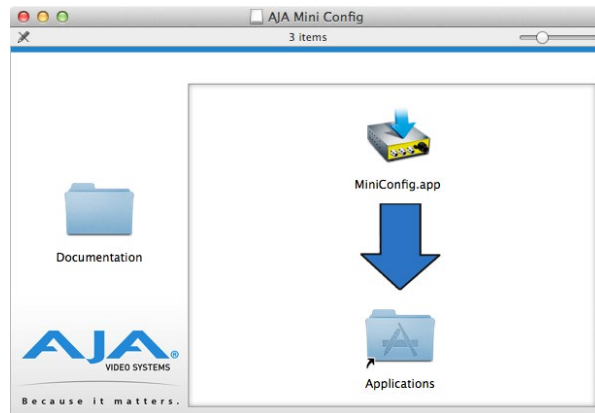 AJA Mini Config
3 items
MiniConfig.app
Documentation
Applications
AJA®
VIDEO SYSTEMS
Because it matters.